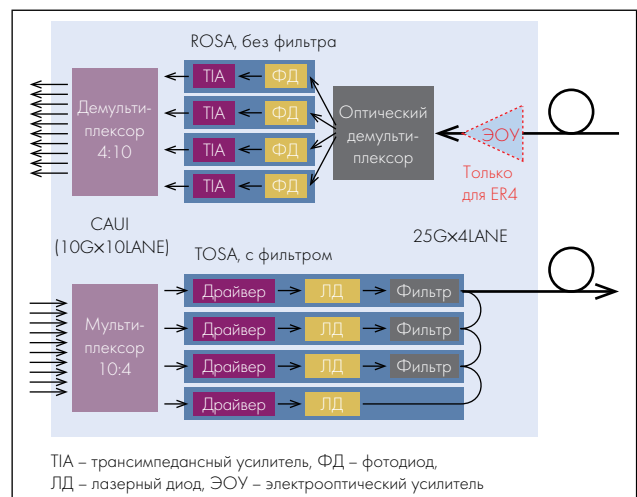 ROSA, без фильтра
Демульти-
плексор
4:10
TIA
ФД
TIA
ФД
TIA
ФД
TIA
ФД
Оптический
демульти-
плексор
ЭОУ
Только
для ER4
CAUI
(10G×10LANE)
25G×4LANE
TOSA, с фильтром
Мульти-
плексор
10:4
Драйвер
ЛД
Фильтр
Драйвер
ЛД
Фильтр
Драйвер
ЛД
Фильтр
Драйвер
ЛД
TIA – трансимпедансный усилитель, ФД – фотодиод,
ЛД – лазерный диод, ЭОУ – электрооптический усилитель